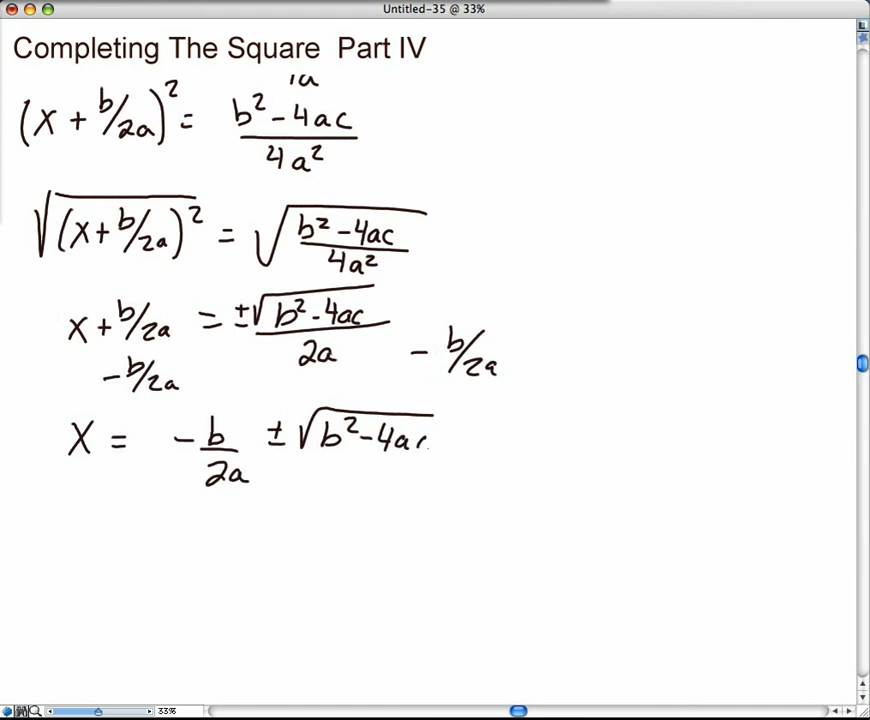 Untitled-35 @ 33%
Completing The Square Part IV
(x + b/2a)² = b² - 4ac / 4a²
√(x + b/2a)² = √b² - 4ac / 4a²
x + b/2a = ±√b² - 4ac / 2a - b/2a
- b/2a
X = - b / 2a ± √b² - 4ac
33%